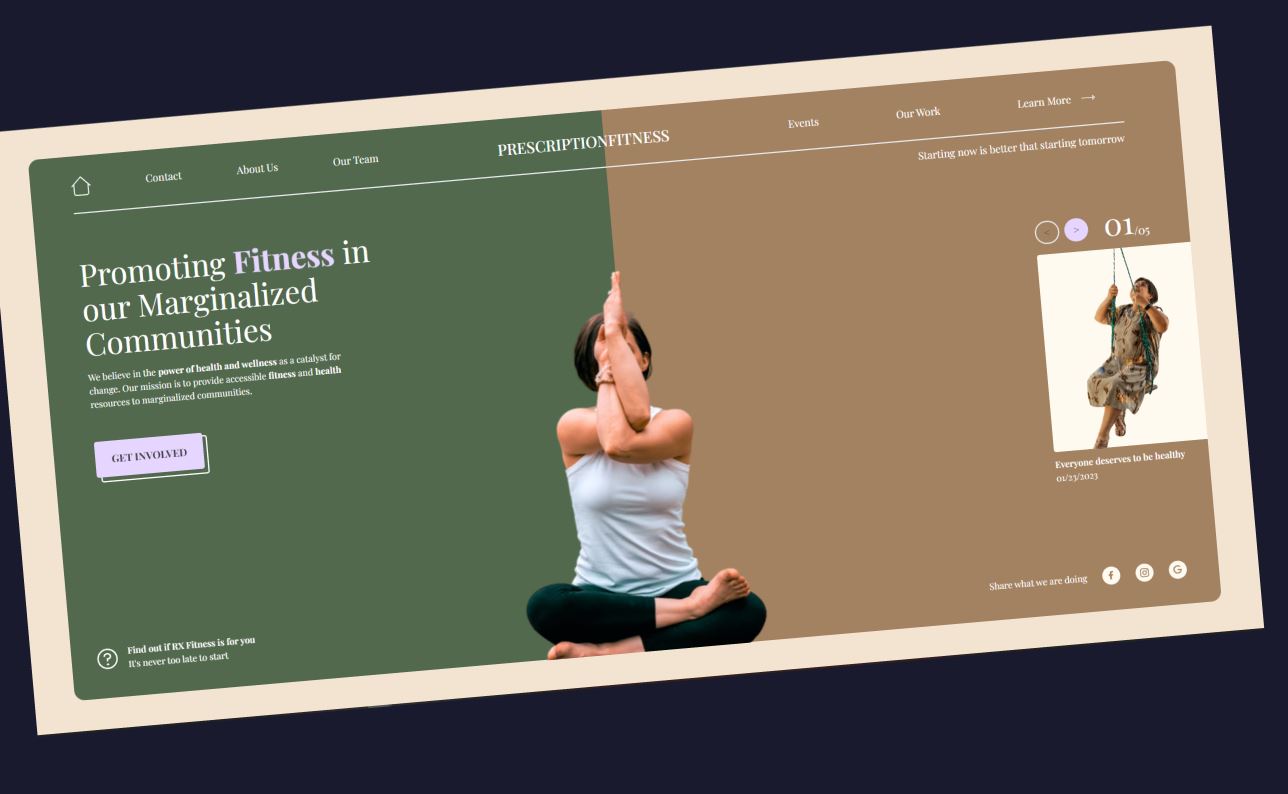 Contact About Us Our Team PRESCRIPTIONFITNESS Events Our Work Learn More →
Starting now is better that starting tomorrow
Promoting Fitness in
our Marginalized
Communities
We believe in the power of health and wellness as a catalyst for
change. Our mission is to provide accessible fitness and health
resources to marginalized communities.
GET INVOLVED
< > 01/05
Everyone deserves to be healthy
01/23/2023
Find out if RX Fitness is for you
It's never too late to start
Share what we are doing